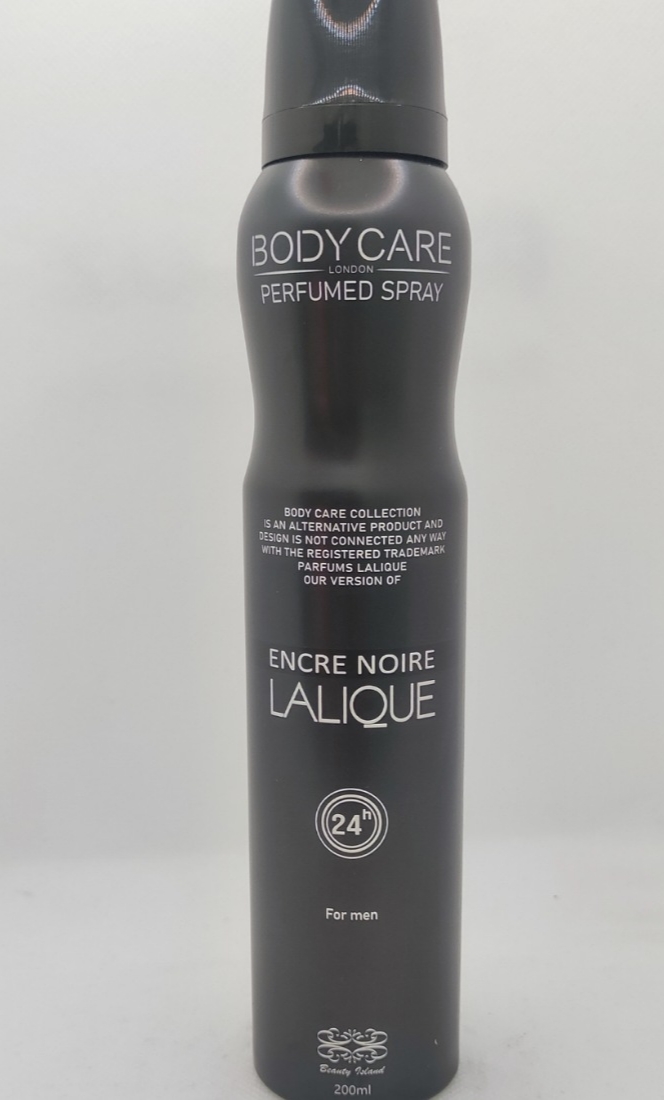 BODY CARE
LONDON
PERFUMED SPRAY
BODY CARE COLLECTION
IS AN ALTERNATIVE PRODUCT AND
DESIGN IS NOT CONNECTED ANY WAY
WITH THE REGISTERED TRADEMARK
PARFUMS LALIQUE
OUR VERSION OF
ENCRE NOIRE
LALIQUE
24h
For men
Beauty Island
200ml